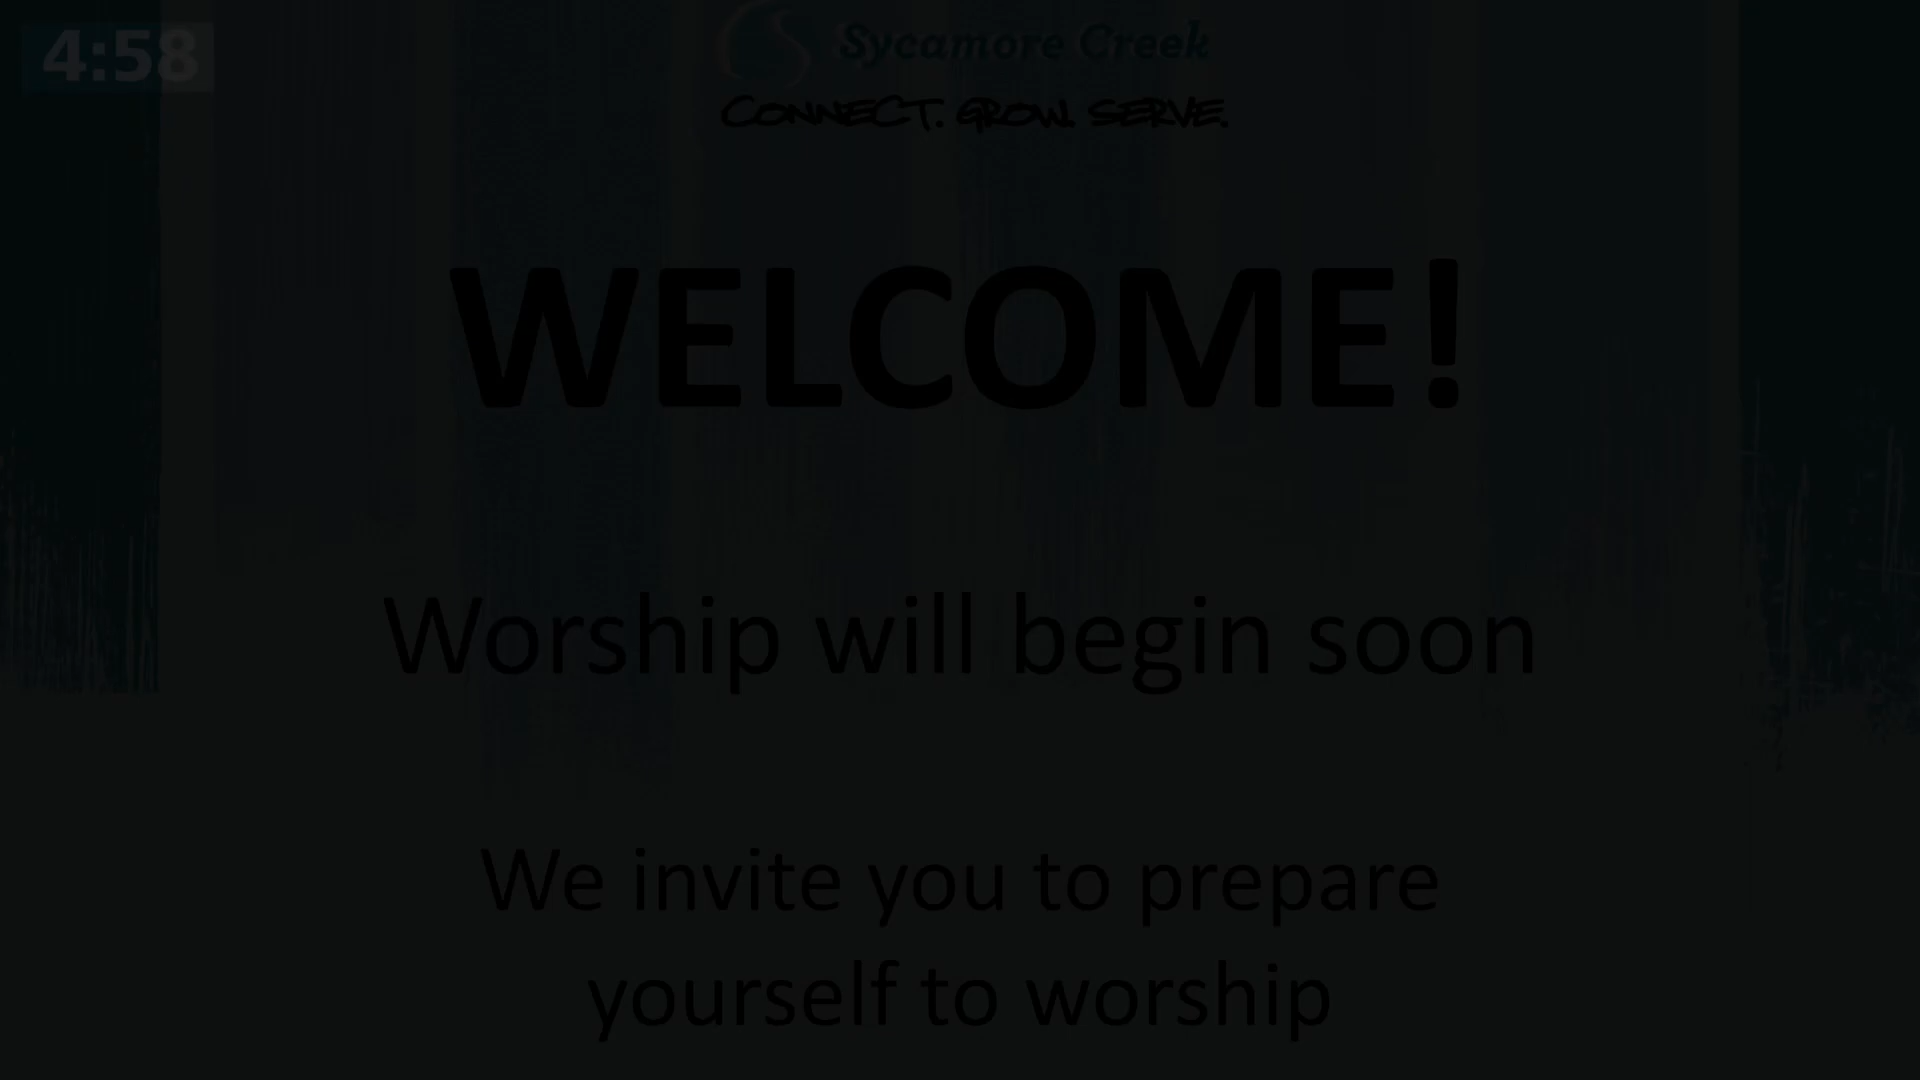 4:58
Sycamore Creek
CONNECT. GROW. SERVE.
WELCOME!
Worship will begin soon
We invite you to prepare
yourself to worship